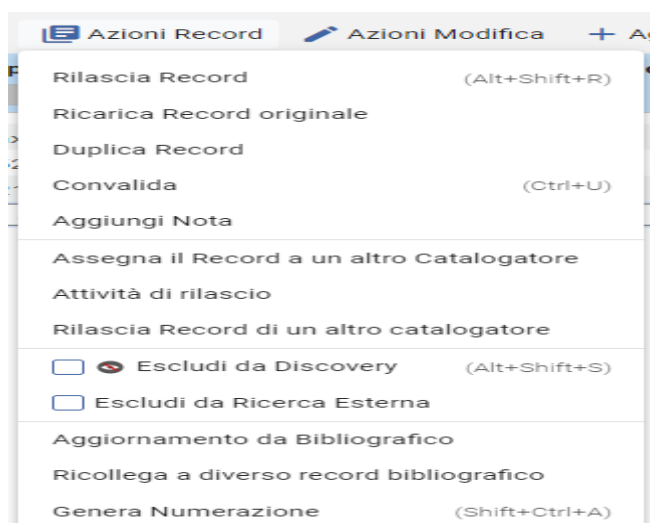 Azioni Record Azioni Modifica
Rilascia Record (Alt+Shift+R)
Ricarica Record originale
Duplica Record
Convalida (Ctrl+U)
Aggiungi Nota
Assegna il Record a un altro Catalogatore
Attività di rilascio
Rilascia Record di un altro catalogatore
Escludi da Discovery (Alt+Shift+S)
Escludi da Ricerca Esterna
Aggiornamento da Bibliografico
Ricollega a diverso record bibliografico
Genera Numerazione (Shift+Ctrl+A)